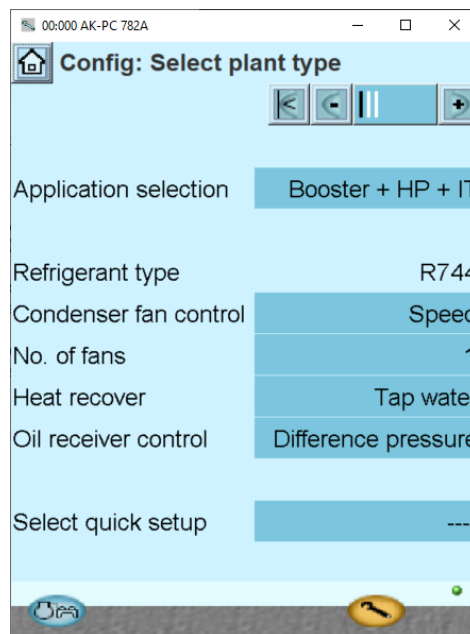 00:000 AK-PC 782A
Config: Select plant type
Application selection Booster + HP + IT
Refrigerant type R744
Condenser fan control Speed
No. of fans 1
Heat recover Tap water
Oil receiver control Difference pressure
Select quick setup ---